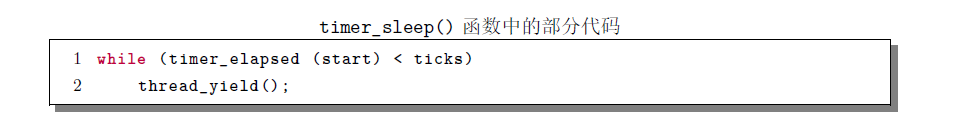 timer_sleep() 函数中的部分代码
1 while (timer_elapsed (start) < ticks)
2     thread_yield();